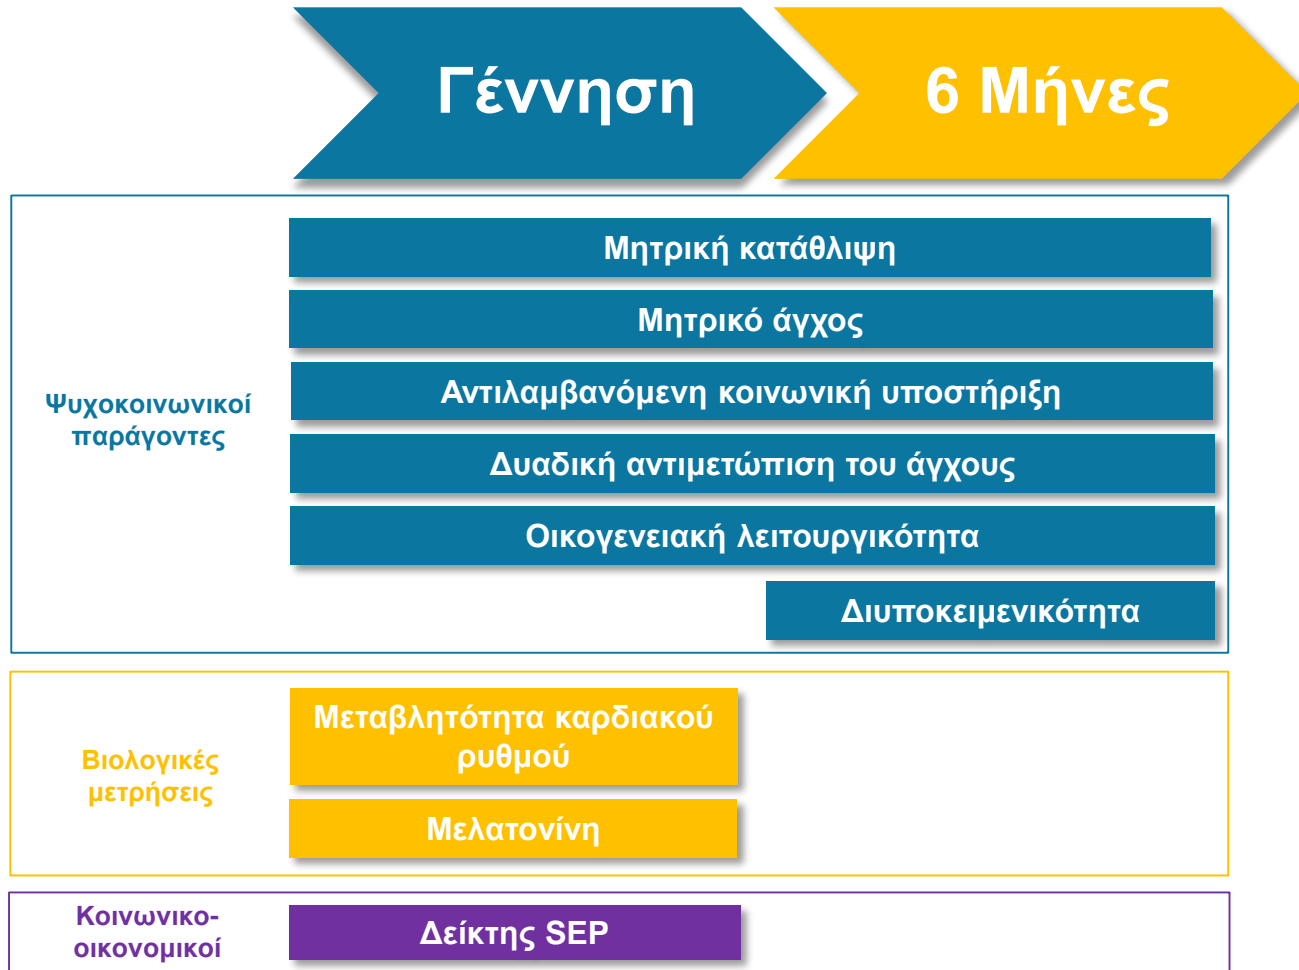 Γέννηση
6 Μήνες
Μητρική κατάθλιψη
Μητρικό άγχος
Ψυχοκοινωνικοί
παράγοντες
Αντιλαμβανόμενη κοινωνική υποστήριξη
Δυαδική αντιμετώπιση του άγχους
Οικογενειακή λειτουργικότητα
Διυποκειμενικότητα
Βιολογικές
μετρήσεις
Μεταβλητότητα καρδιακού
ρυθμού
Μελατονίνη
Κοινωνικο-
οικονομικοί
Δείκτης SEP